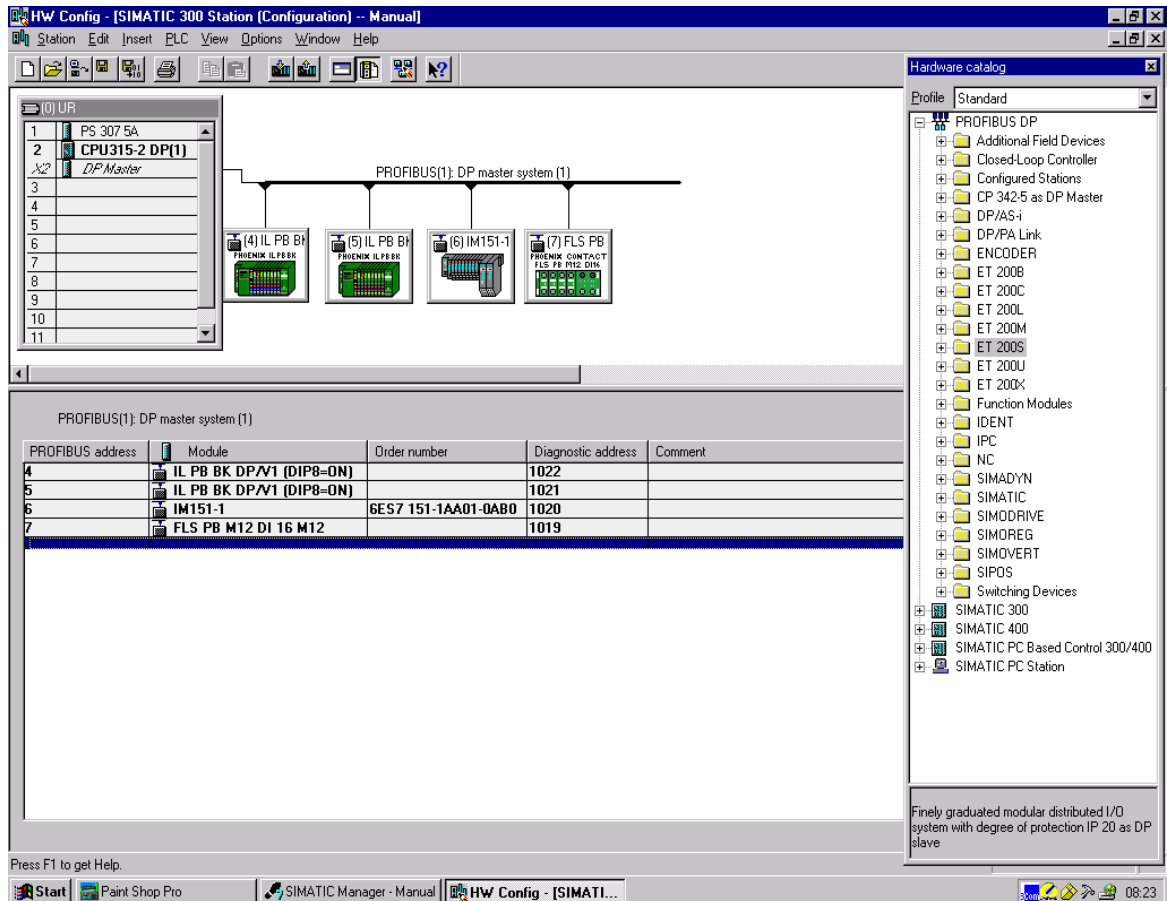 HW Config - [SIMATIC 300 Station (Configuration) -- Manual]
Station Edit Insert PLC View Options Window Help
(0) UR
1 PS 307 5A
2 CPU315-2 DP(1)
X2 DP Master
3
4
5
6
7
8
9
10
11
PROFIBUS(1): DP master system (1)
(4) IL PB BK
PHOENIX ILPBBK
(5) IL PB BK
PHOENIX ILPBBK
(6) IM151-1
(7) FLS PB
PHOENIX CONTACT
FLS PB M12 DI16
PROFIBUS(1): DP master system (1)
PROFIBUS address Module Order number Diagnostic address Comment
4 IL PB BK DP/V1 (DIP8=ON) 1022
5 IL PB BK DP/V1 (DIP8=ON) 1021
6 IM151-1 6ES7 151-1AA01-0AB0 1020
7 FLS PB M12 DI 16 M12 1019
Hardware catalog
Profile Standard
PROFIBUS DP
Additional Field Devices
Closed-Loop Controller
Configured Stations
CP 342-5 as DP Master
DP/AS-i
DP/PA Link
ENCODER
ET 200B
ET 200C
ET 200L
ET 200M
ET 200S
ET 200U
ET 200X
Function Modules
IDENT
IPC
NC
SIMADYN
SIMATIC
SIMODRIVE
SIMOREG
SIMOVERT
SIPOS
Switching Devices
SIMATIC 300
SIMATIC 400
SIMATIC PC Based Control 300/400
SIMATIC PC Station
Finely graduated modular distributed I/O
system with degree of protection IP 20 as DP
slave
Press F1 to get Help.
Start Paint Shop Pro SIMATIC Manager - Manual HW Config - [SIMATI... 08:23